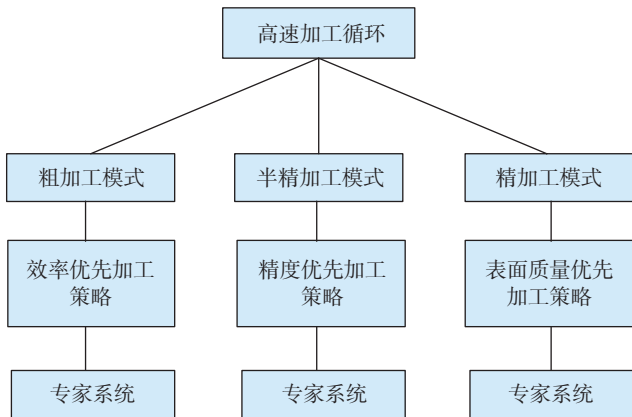 高速加工循环
粗加工模式
半精加工模式
精加工模式
效率优先加工
策略
精度优先加工
策略
表面质量优先
加工策略
专家系统
专家系统
专家系统